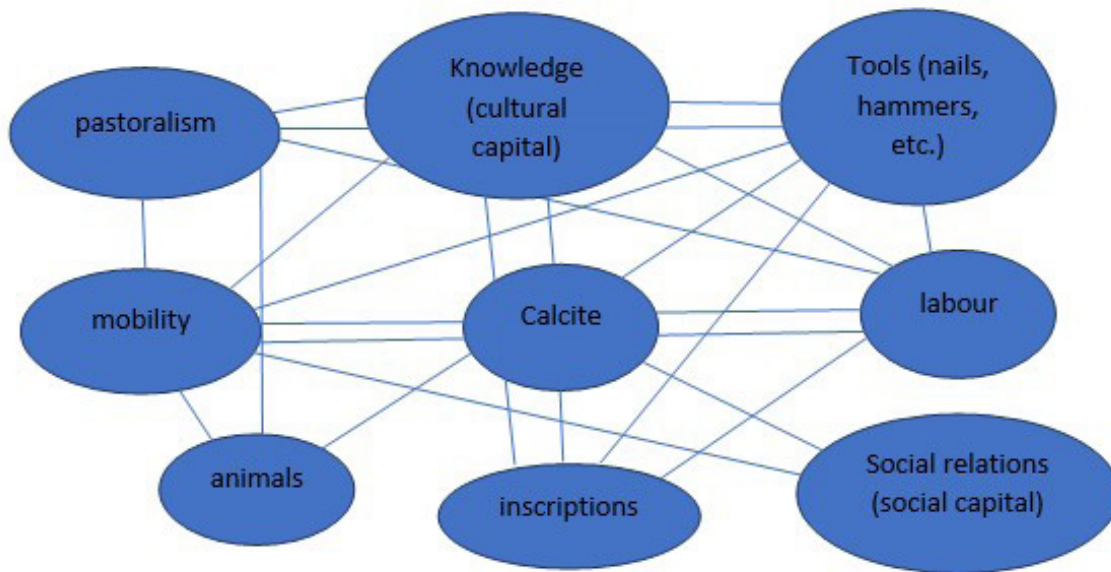 pastoralism
Knowledge
(cultural
capital)
Tools (nails,
hammers,
etc.)
mobility
Calcite
labour
animals
inscriptions
Social relations
(social capital)